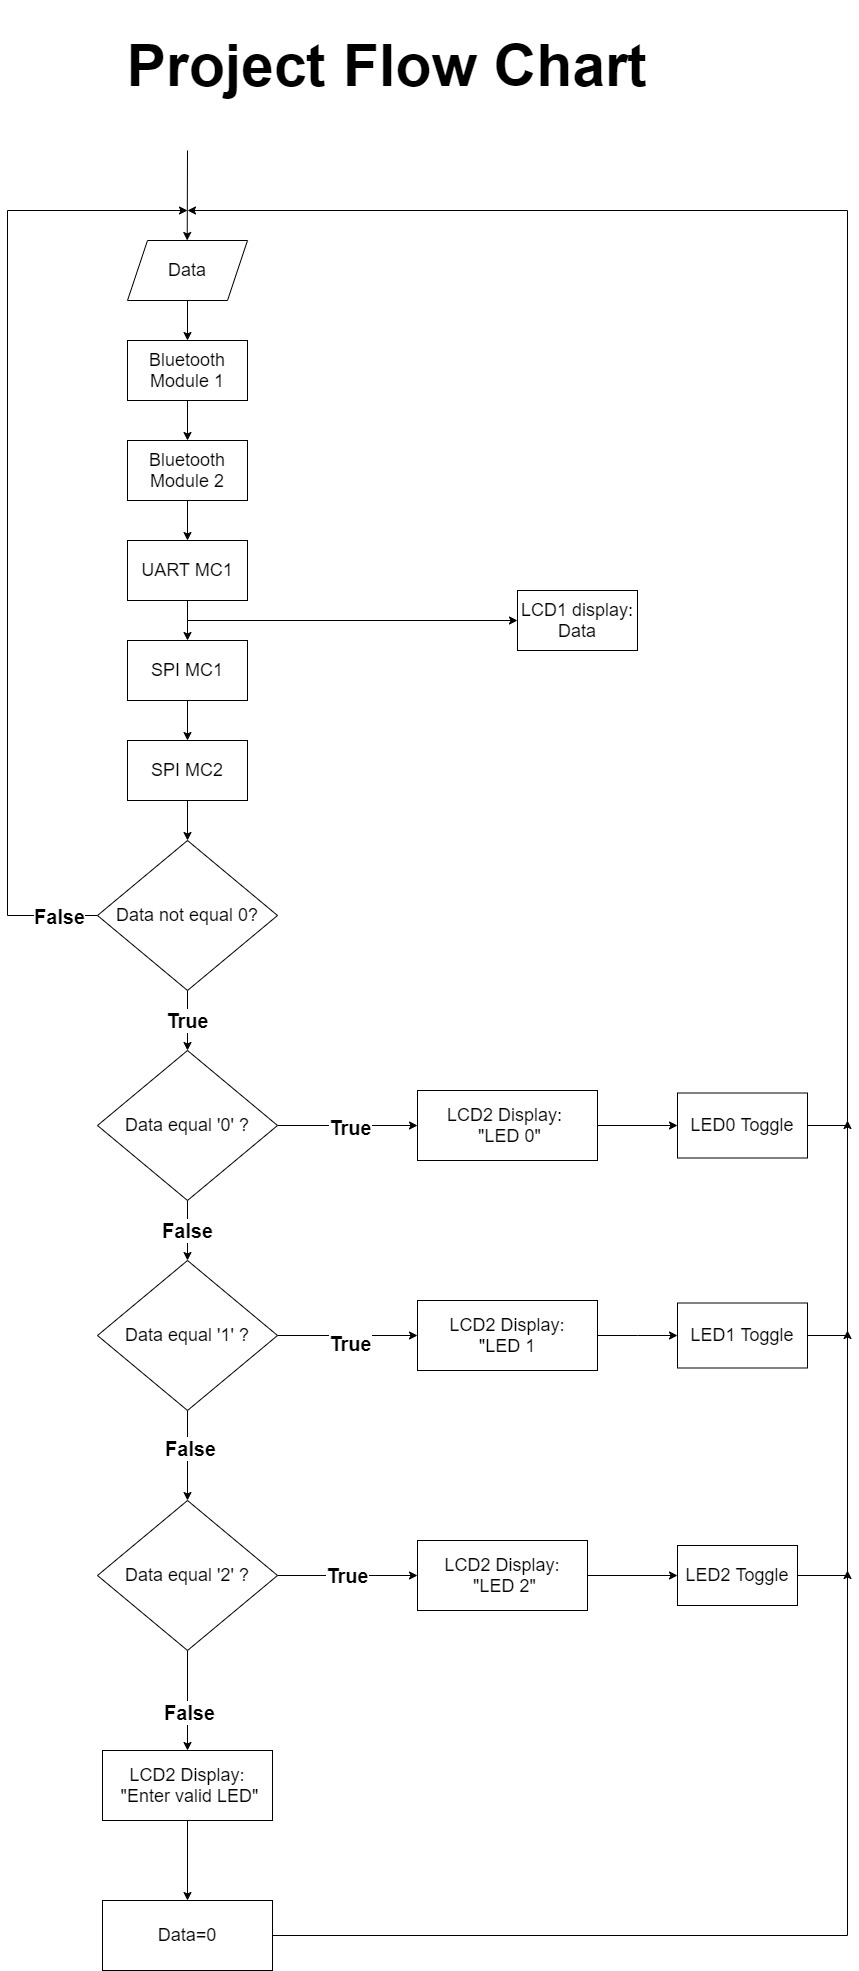 Project Flow Chart
Data
Bluetooth
Module 1
Bluetooth
Module 2
UART MC1
LCD1 display:
Data
SPI MC1
SPI MC2
Data not equal 0?
False
True
Data equal '0' ?
True
LCD2 Display:
"LED 0"
LED0 Toggle
False
Data equal '1' ?
True
LCD2 Display:
"LED 1
LED1 Toggle
False
Data equal '2' ?
True
LCD2 Display:
"LED 2"
LED2 Toggle
False
LCD2 Display:
"Enter valid LED"
Data=0